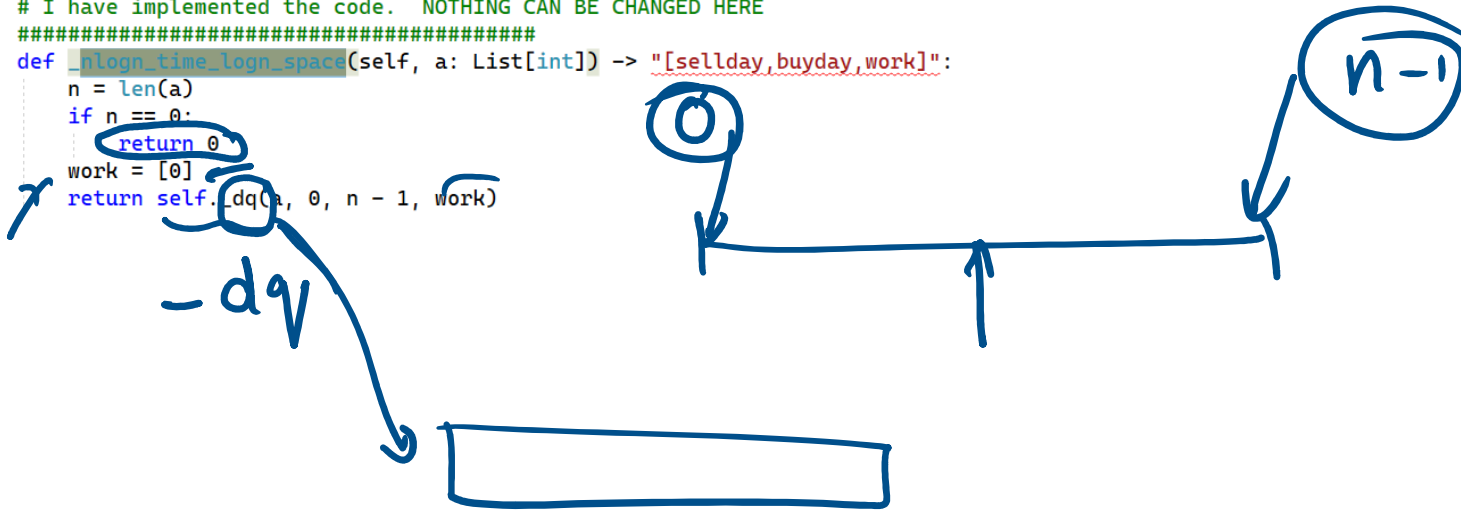 # I have implemented the code.  NOTHING CAN BE CHANGED HERE
#########################################
def _nlogn_time_logn_space(self, a: List[int]) -> "[sellday,buyday,work]":
    n = len(a)
    if n == 0:
        return 0
    work = [0]
    return self._dq(a, 0, n - 1, work)
0
n-1
-dq